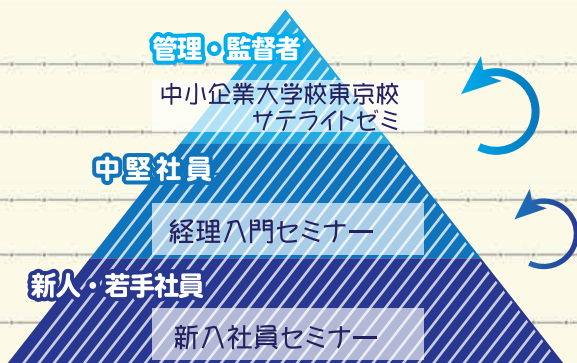 管理・監督者
中小企業大学校東京校
サテライトゼミ
中堅社員
経理入門セミナー
新人・若手社員
新入社員セミナー